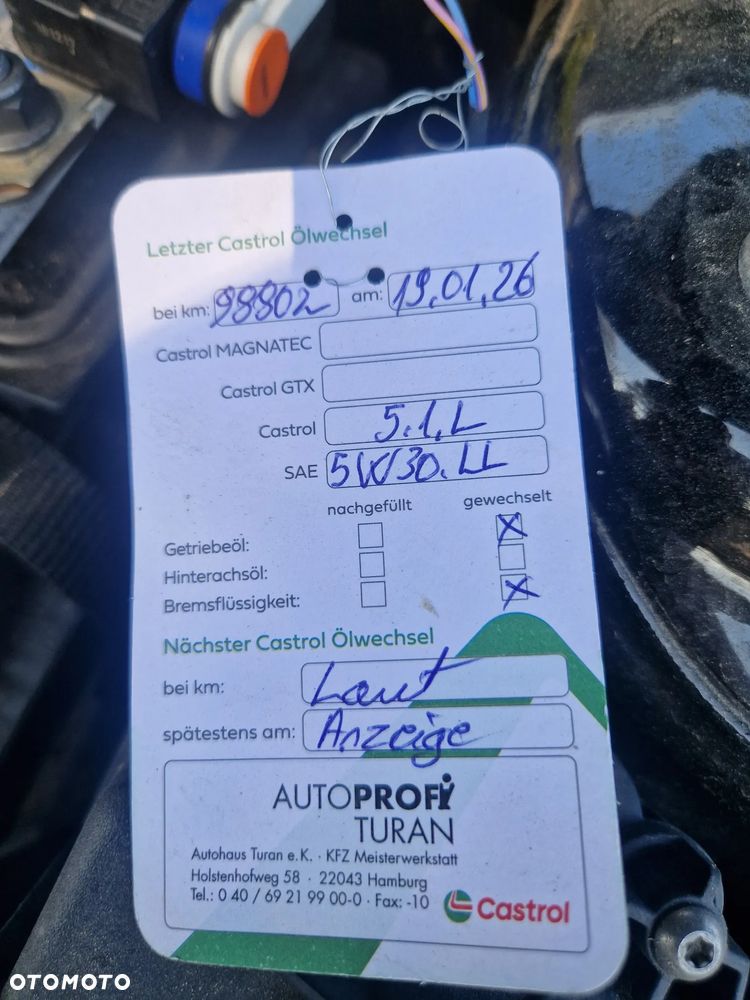 Letzter Castrol Ölwechsel
bei km: 98802 am: 19.01.26
Castrol MAGNATEC
Castrol GTX
Castrol 5.1.L
SAE 5W30.LL
nachgefüllt gewechselt
Getriebeöl: X
Hinterachsöl:
Bremsflüssigkeit: X
Nächster Castrol Ölwechsel
bei km: Laut
spätestens am: Anzeige
AUTOPROFI
TURAN
Autohaus Turan e.K. · KFZ Meisterwerkstatt
Holstenhofweg 58 · 22043 Hamburg
Tel.: 0 40 / 69 21 99 00-0 · Fax: -10
Castrol
OTOMOTO